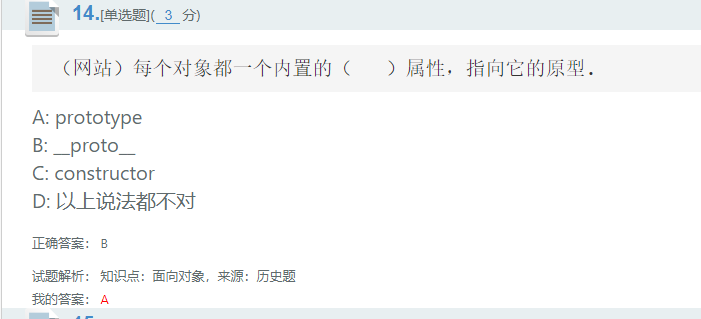 14.[单选题]( 3 分)
（网站）每个对象都一个内置的（ ）属性，指向它的原型．
A: prototype
B: __proto__
C: constructor
D: 以上说法都不对
正确答案： B
试题解析： 知识点：面向对象，来源：历史题
我的答案： A